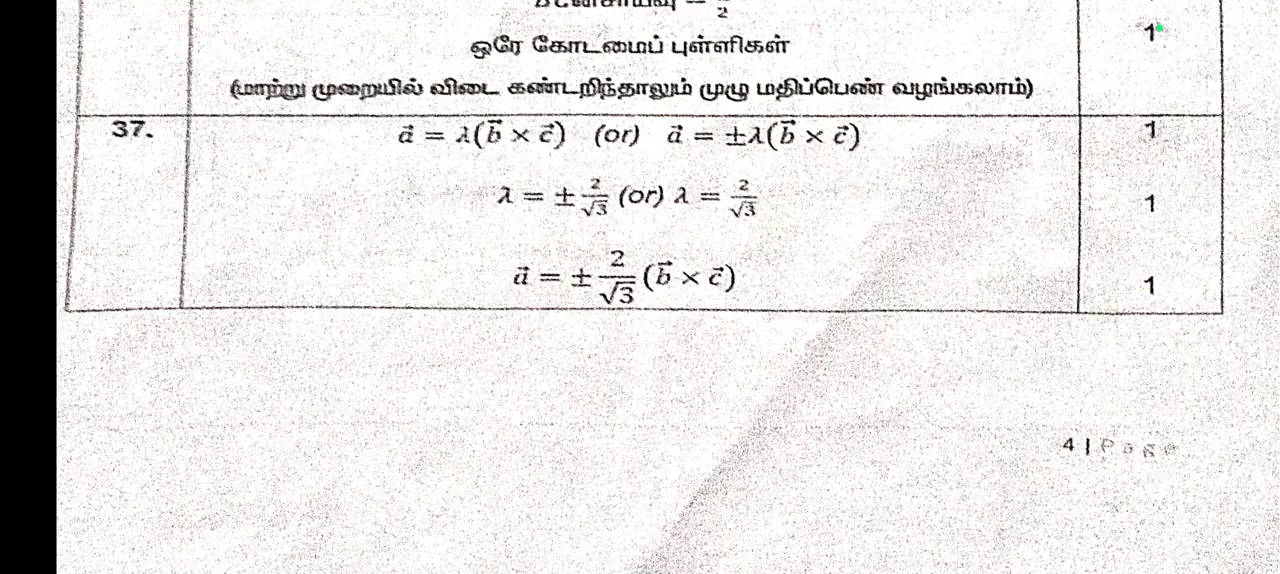 2
ஒரே கோடமைப் புள்ளிகள் 1
(மாற்று முறையில் விடை கண்டறிந்தாலும் முழு மதிப்பெண் வழங்கலாம்)
37. a⃗ = λ(b⃗ × c⃗) (or) a⃗ = ±λ(b⃗ × c⃗) 1
λ = ± 2/√3 (or) λ = 2/√3 1
a⃗ = ± 2/√3 (b⃗ × c⃗) 1
4 | Page